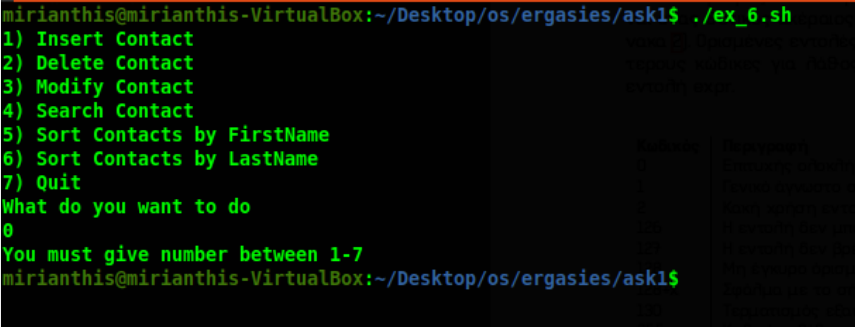 mirianthis@mirianthis-VirtualBox:~/Desktop/os/ergasies/ask1$ ./ex_6.sh
1) Insert Contact
2) Delete Contact
3) Modify Contact
4) Search Contact
5) Sort Contacts by FirstName
6) Sort Contacts by LastName
7) Quit
What do you want to do
0
You must give number between 1-7
mirianthis@mirianthis-VirtualBox:~/Desktop/os/ergasies/ask1$